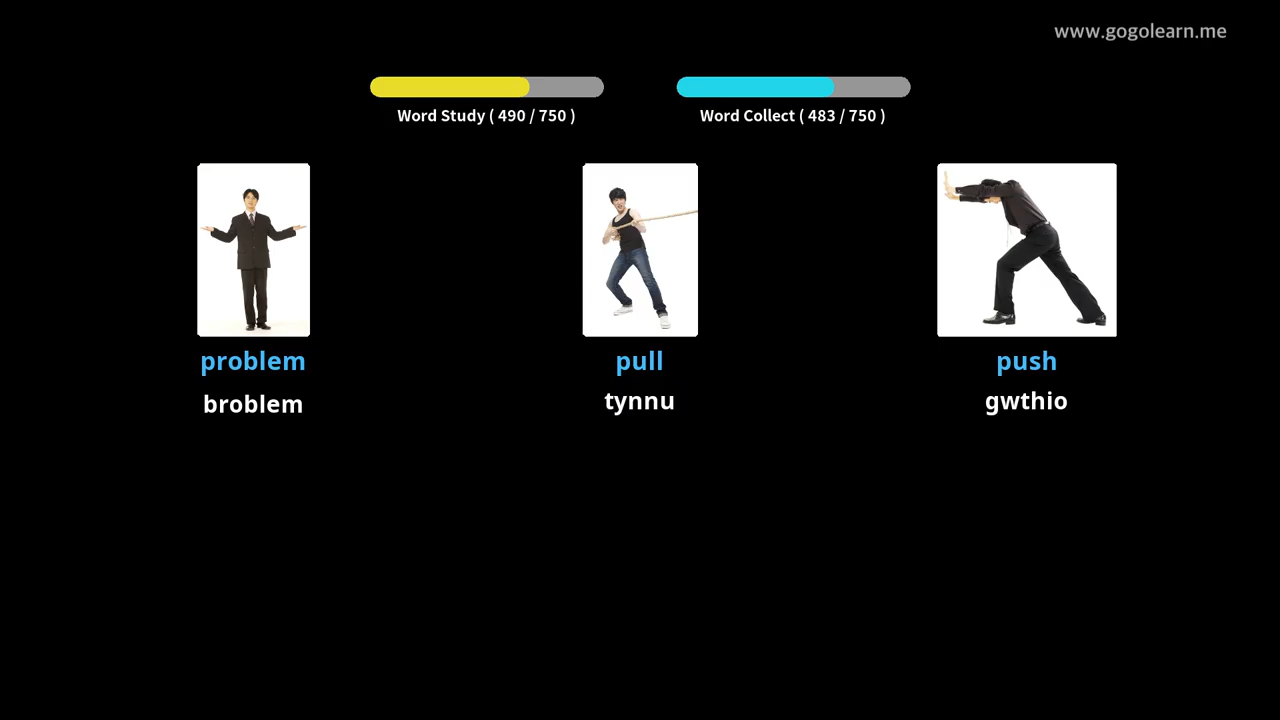 www.gogolearn.me
Word Study ( 490 / 750 )
Word Collect ( 483 / 750 )
problem
broblem
pull
tynnu
push
gwthio